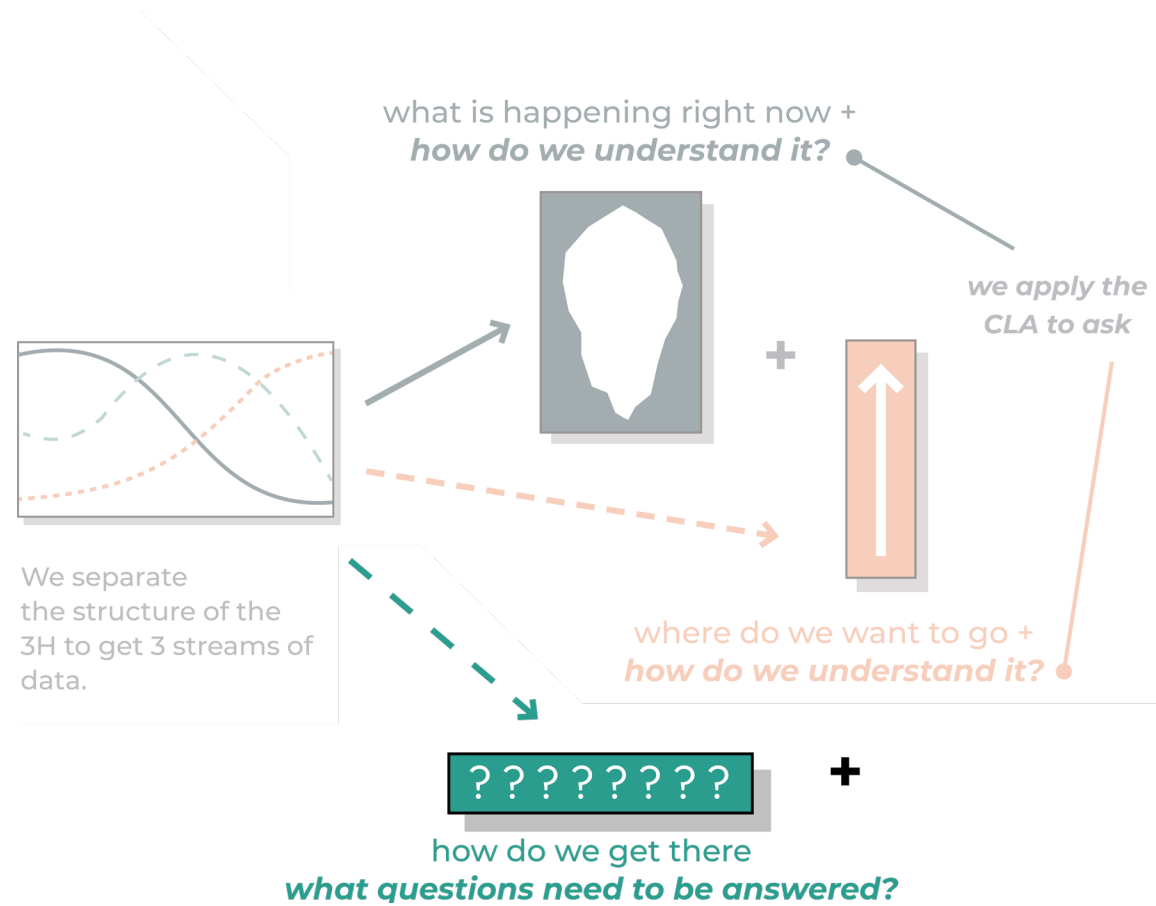 what is happening right now +
how do we understand it?
we apply the
CLA to ask
+
We separate
the structure of the
3H to get 3 streams of
data.
where do we want to go +
how do we understand it?
? ? ? ? ? ? ? ?
+
how do we get there
what questions need to be answered?